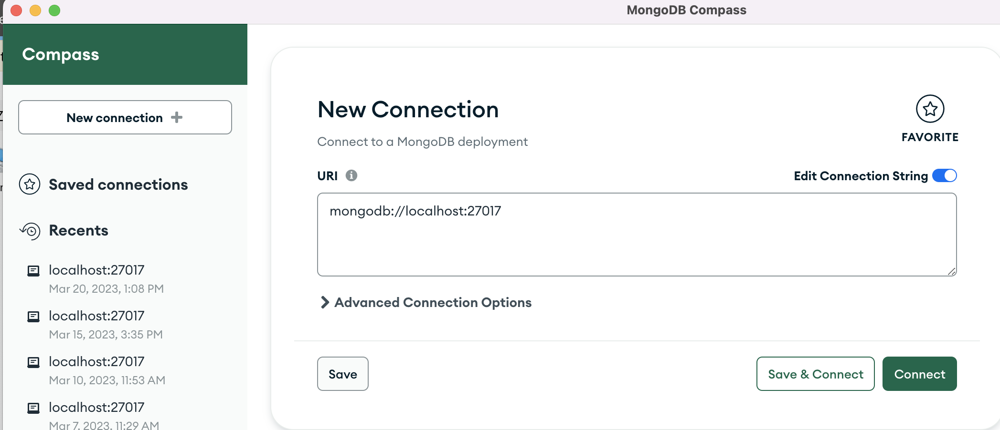 MongoDB Compass
Compass
New connection
Saved connections
Recents
localhost:27017
Mar 20, 2023, 1:08 PM
localhost:27017
Mar 15, 2023, 3:35 PM
localhost:27017
Mar 10, 2023, 11:53 AM
localhost:27017
Mar 7, 2023, 11:29 AM
New Connection
FAVORITE
Connect to a MongoDB deployment
URI
Edit Connection String
mongodb://localhost:27017
Advanced Connection Options
Save
Save & Connect
Connect